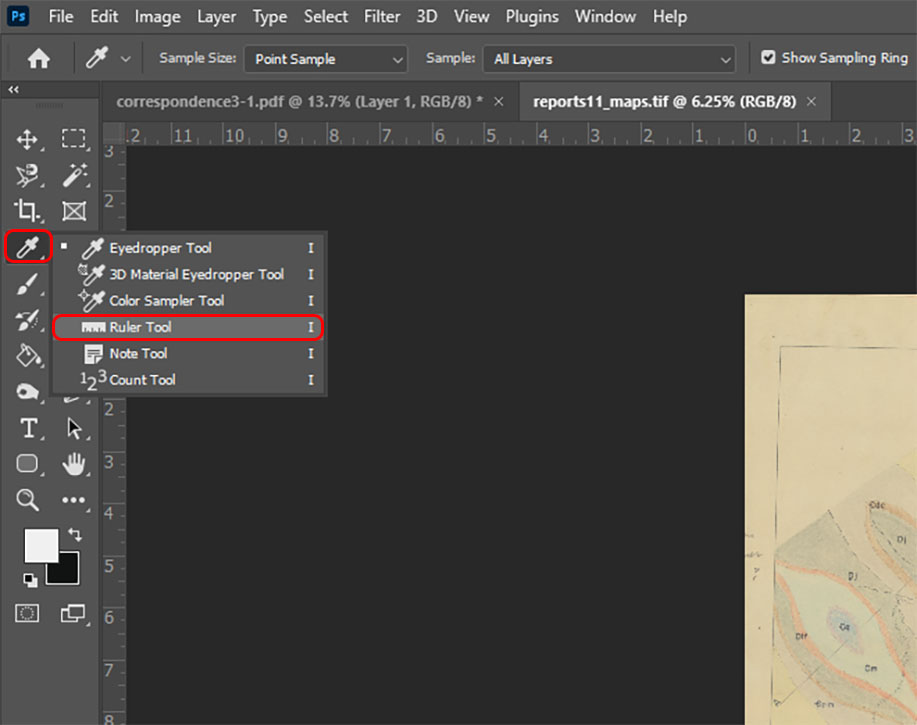 Ps File Edit Image Layer Type Select Filter 3D View Plugins Window Help
Sample Size: Point Sample Sample: All Layers Show Sampling Ring
correspondence3-1.pdf @ 13.7% (Layer 1, RGB/8) * × reports11_maps.tif @ 6.25% (RGB/8) ×
2 11 10 9 8 7 6 5 4 3 2 1 0 1 2 3
3
2
Eyedropper Tool I
3D Material Eyedropper Tool I
Color Sampler Tool I
Ruler Tool I
Note Tool I
123 Count Tool I
2
T
3
4
5
6
7
8
Dj
Dj
Dm